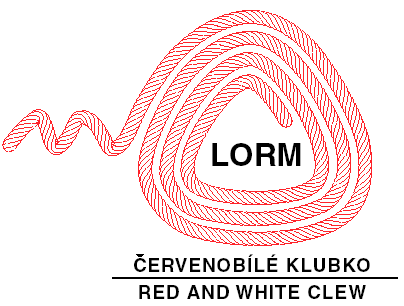 LORM
ČERVENOBÍLÉ KLUBKO
RED AND WHITE CLEW